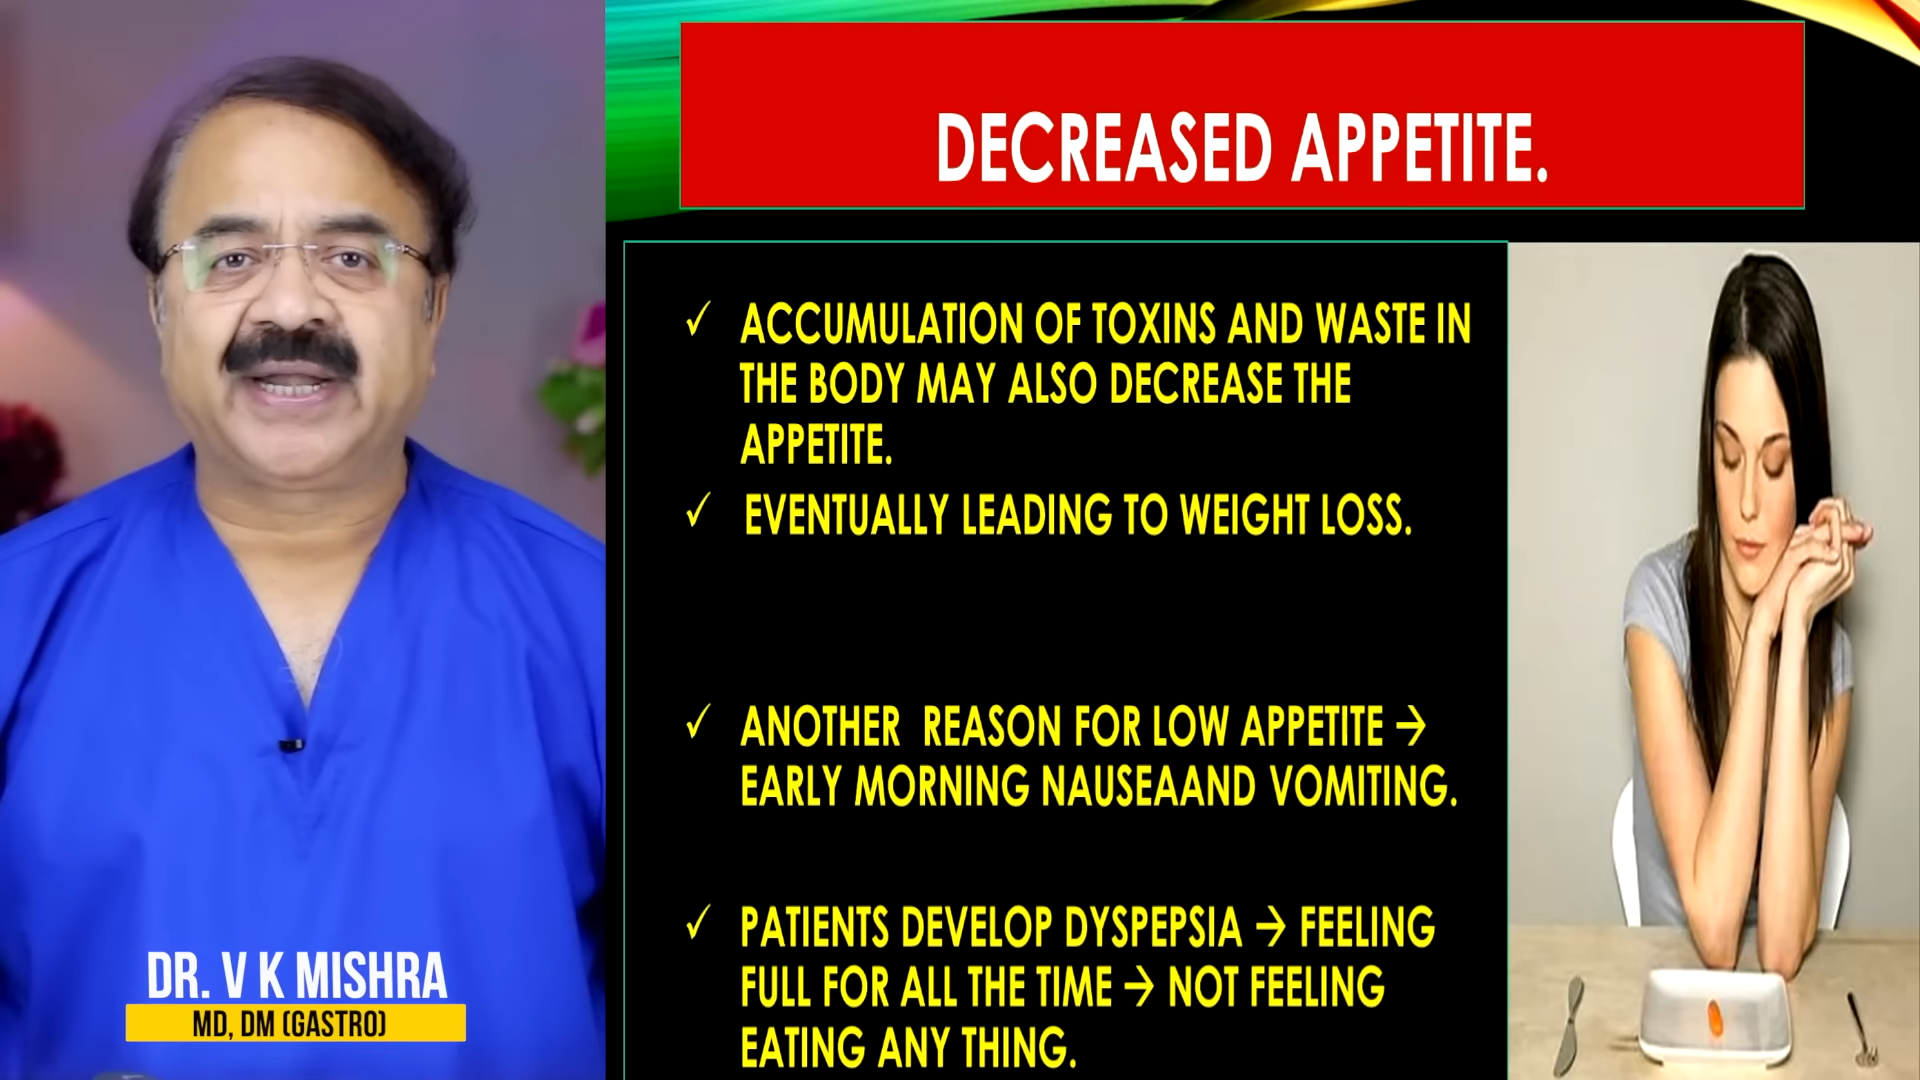 DECREASED APPETITE.
✓ ACCUMULATION OF TOXINS AND WASTE IN
THE BODY MAY ALSO DECREASE THE
APPETITE.
✓ EVENTUALLY LEADING TO WEIGHT LOSS.
✓ ANOTHER REASON FOR LOW APPETITE →
EARLY MORNING NAUSEAAND VOMITING.
✓ PATIENTS DEVELOP DYSPEPSIA → FEELING
FULL FOR ALL THE TIME → NOT FEELING
EATING ANY THING.
DR. V K MISHRA
MD, DM (GASTRO)